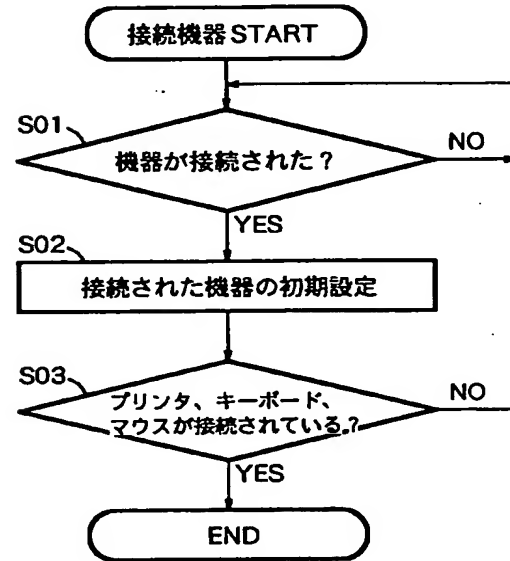 接続機器START
S01
機器が接続された?
NO
YES
S02
接続された機器の初期設定
S03
プリンタ、キーボード、
マウスが接続されている?
NO
YES
END